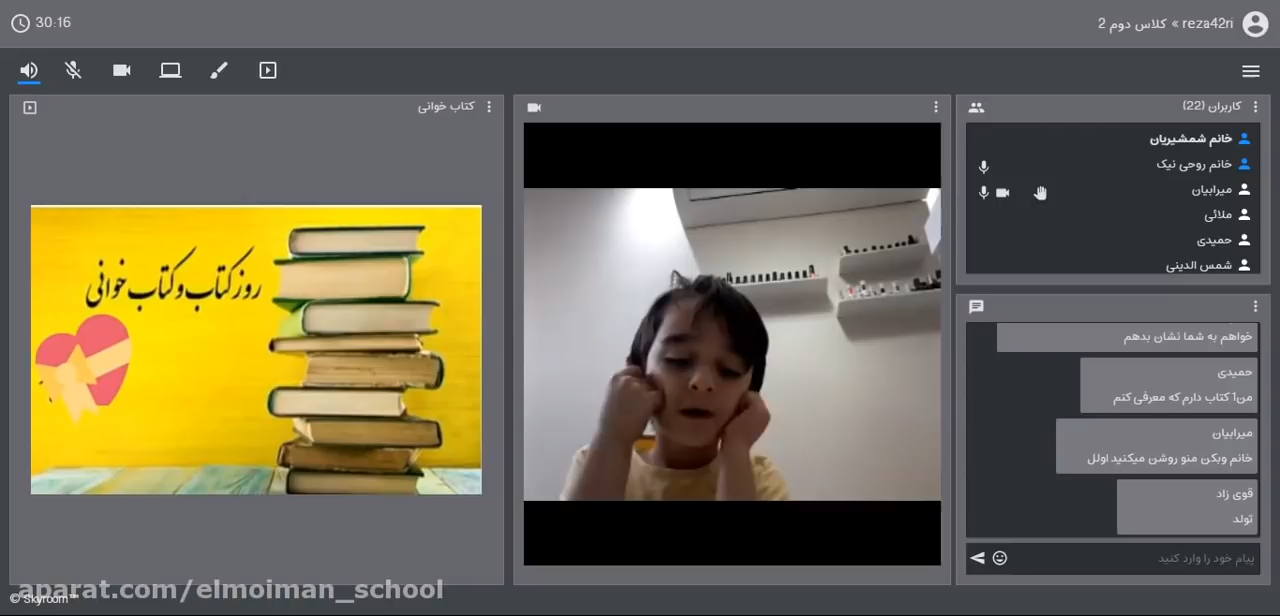 30:16
reza42ri » کلاس دوم 2
کتاب خوانی
روز کتاب و کتاب خوانی
کاربران (22)
خانم شمشیریان
خانم روحی نیک
میرابیان
ملائی
حمیدی
شمس الدینی
خواهم به شما نشان بدهم
حمیدی
من1 کتاب دارم که معرفی کنم
میرابیان
خانم وبکن منو روشن میکنید اولل
قوی زاد
تولد
پیام خود را وارد کنید
aparat.com/elmoiman_school
© Skyroom™